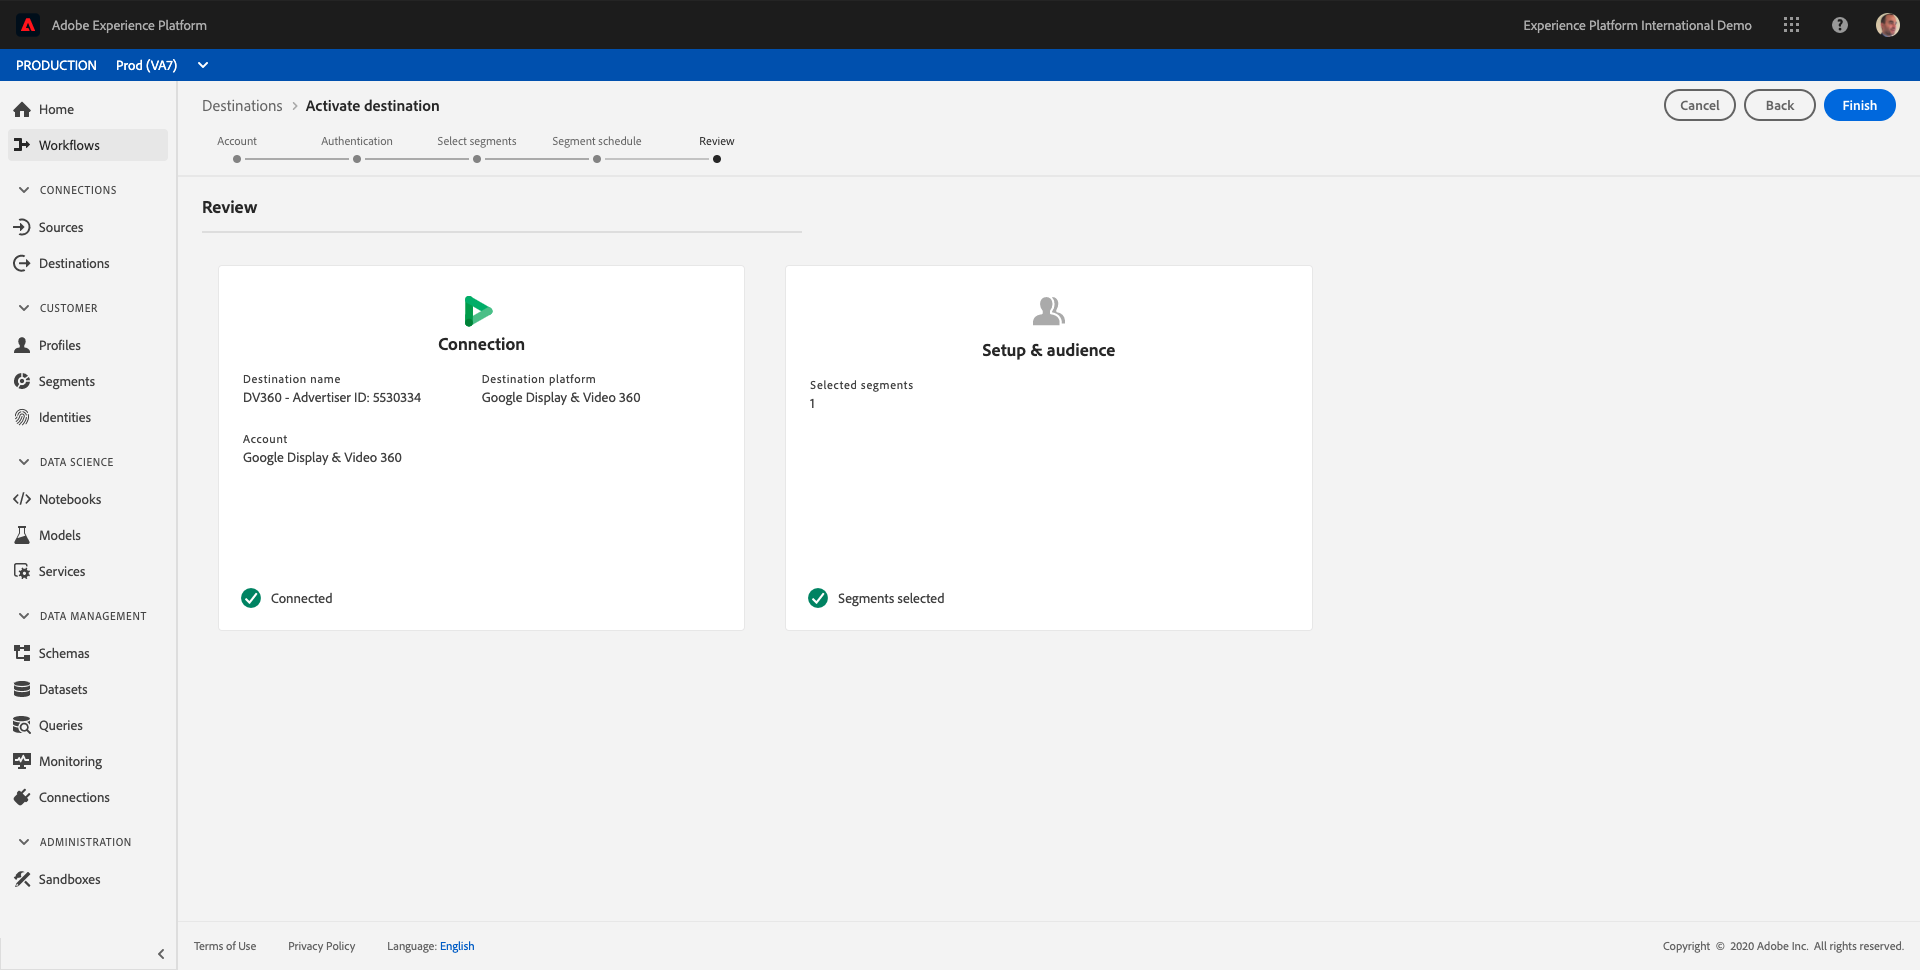 Adobe Experience Platform
Experience Platform International Demo
PRODUCTION Prod (VA7)
Home
Workflows
CONNECTIONS
Sources
Destinations
CUSTOMER
Profiles
Segments
Identities
DATA SCIENCE
Notebooks
Models
Services
DATA MANAGEMENT
Schemas
Datasets
Queries
Monitoring
Connections
ADMINISTRATION
Sandboxes
Destinations > Activate destination
Cancel
Back
Finish
Account
Authentication
Select segments
Segment schedule
Review
Review
Connection
Destination name
DV360 - Advertiser ID: 5530334
Destination platform
Google Display & Video 360
Account
Google Display & Video 360
Connected
Setup & audience
Selected segments
1
Segments selected
Terms of Use
Privacy Policy
Language: English
Copyright © 2020 Adobe Inc. All rights reserved.